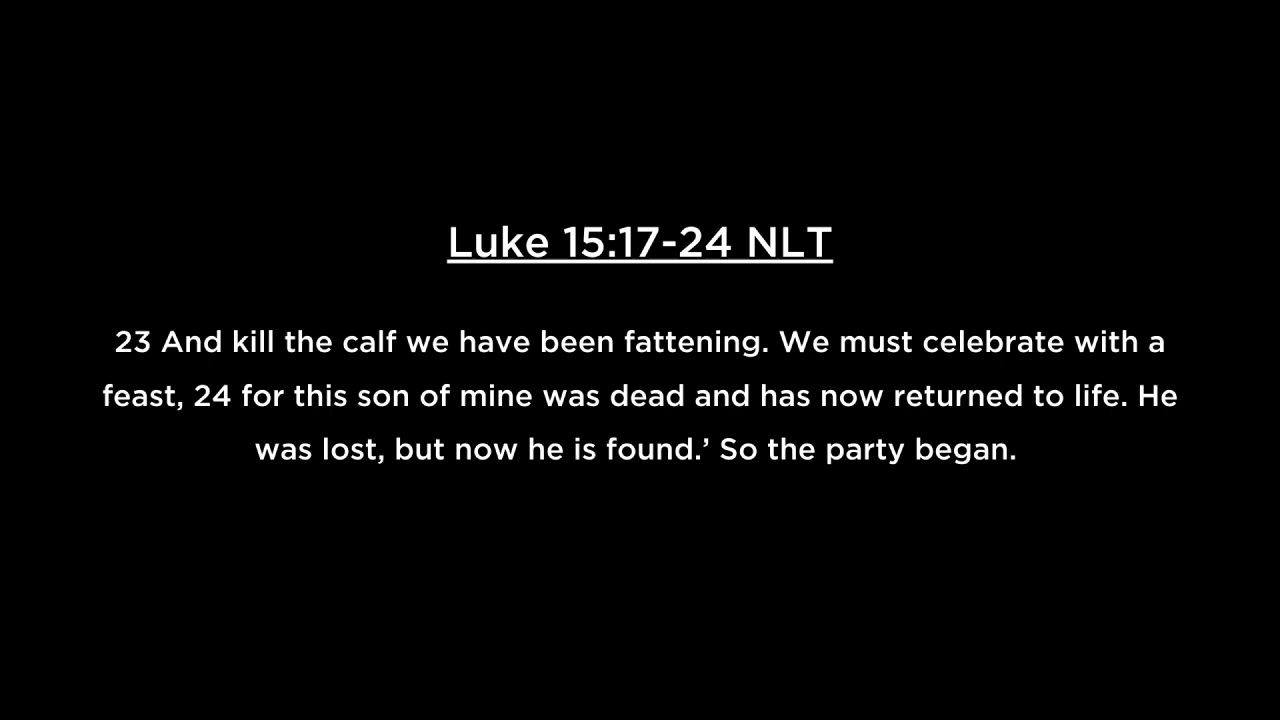 Luke 15:17-24 NLT
23 And kill the calf we have been fattening. We must celebrate with a
feast, 24 for this son of mine was dead and has now returned to life. He
was lost, but now he is found.’ So the party began.